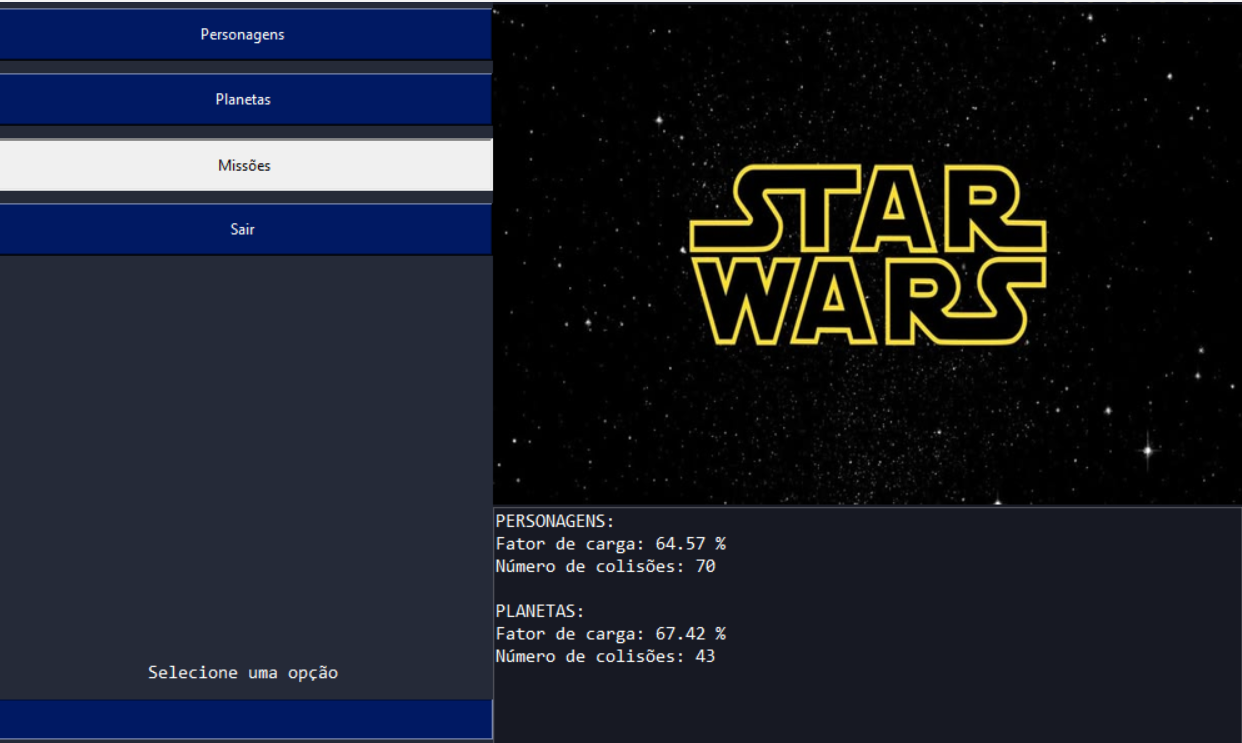 Personagens
Planetas
Missões
Sair
Selecione uma opção
STAR
WARS
PERSONAGENS:
Fator de carga: 64.57 %
Número de colisões: 70
PLANETAS:
Fator de carga: 67.42 %
Número de colisões: 43